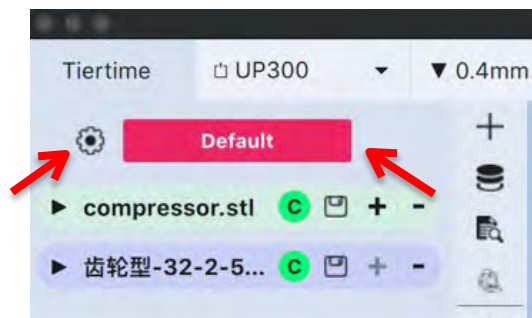 Tiertime UP300 ▼ 0.4mm
Default
compressor.stl C + -
齿轮型-32-2-5... C + -